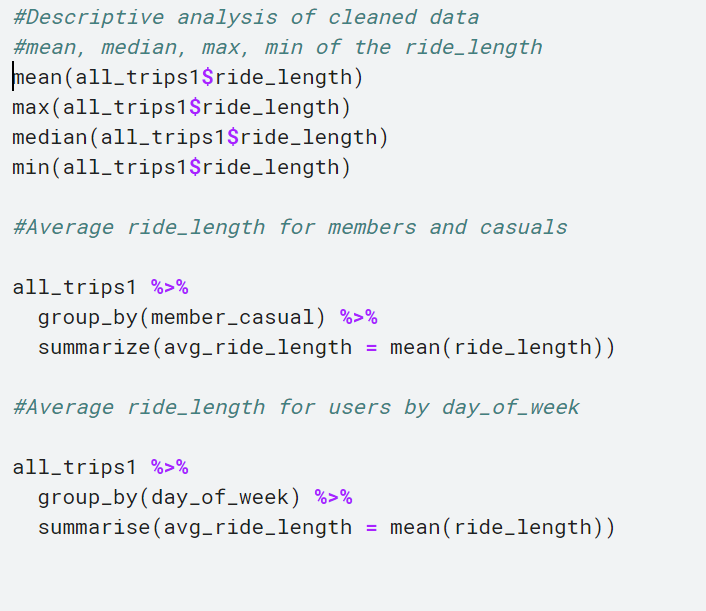 #Descriptive analysis of cleaned data
#mean, median, max, min of the ride_length
mean(all_trips1$ride_length)
max(all_trips1$ride_length)
median(all_trips1$ride_length)
min(all_trips1$ride_length)

#Average ride_length for members and casuals

all_trips1 %>%
  group_by(member_casual) %>%
  summarize(avg_ride_length = mean(ride_length))

#Average ride_length for users by day_of_week

all_trips1 %>%
  group_by(day_of_week) %>%
  summarise(avg_ride_length = mean(ride_length))